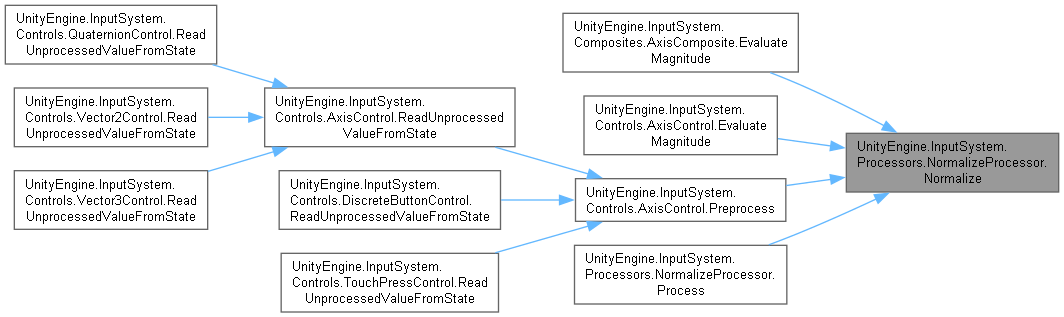 UnityEngine.InputSystem.
Controls.QuaternionControl.Read
UnprocessedValueFromState
UnityEngine.InputSystem.
Controls.Vector2Control.Read
UnprocessedValueFromState
UnityEngine.InputSystem.
Controls.Vector3Control.Read
UnprocessedValueFromState
UnityEngine.InputSystem.
Controls.AxisControl.ReadUnprocessed
ValueFromState
UnityEngine.InputSystem.
Controls.DiscreteButtonControl.
ReadUnprocessedValueFromState
UnityEngine.InputSystem.
Controls.TouchPressControl.Read
UnprocessedValueFromState
UnityEngine.InputSystem.
Composites.AxisComposite.Evaluate
Magnitude
UnityEngine.InputSystem.
Controls.AxisControl.Evaluate
Magnitude
UnityEngine.InputSystem.
Controls.AxisControl.Preprocess
UnityEngine.InputSystem.
Processors.NormalizeProcessor.
Process
UnityEngine.InputSystem.
Processors.NormalizeProcessor.
Normalize